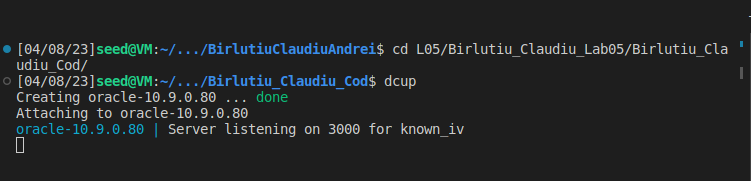 [04/08/23]seed@VM:~/.../BirlutiuClaudiuAndrei$ cd L05/Birlutiu_Claudiu_Lab05/Birlutiu_Cla
udiu_Cod/
[04/08/23]seed@VM:~/.../Birlutiu_Claudiu_Cod$ dcup
Creating oracle-10.9.0.80 ... done
Attaching to oracle-10.9.0.80
oracle-10.9.0.80 | Server listening on 3000 for known_iv